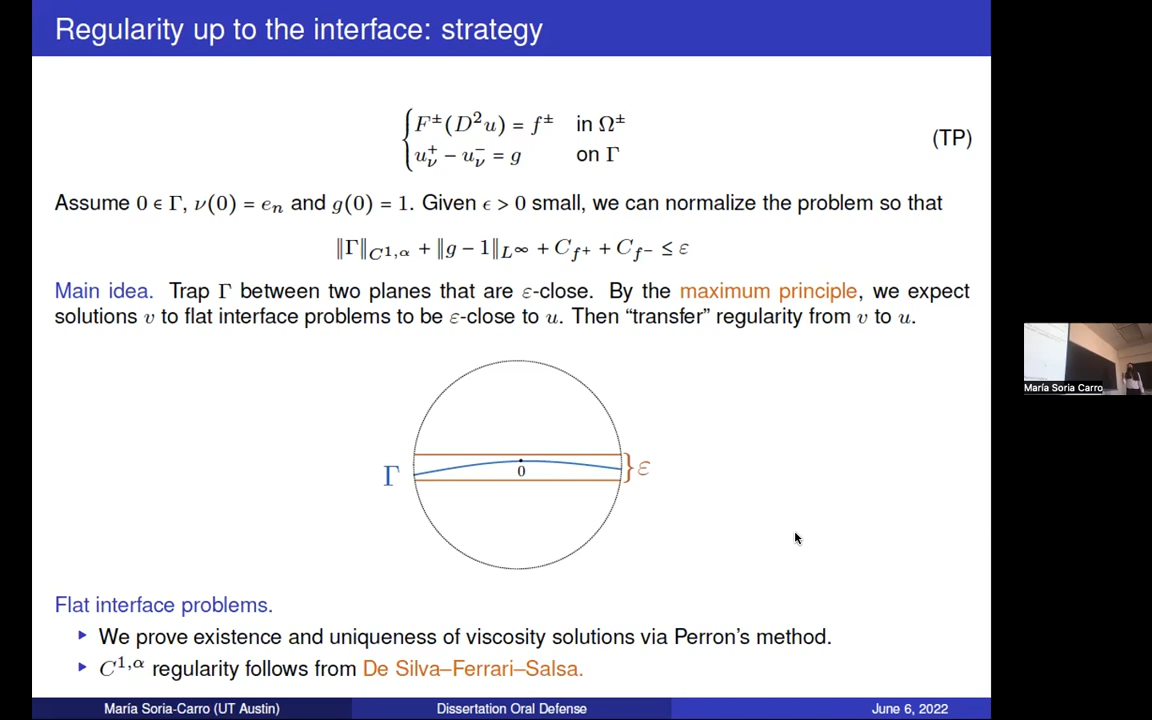 Regularity up to the interface: strategy
F±(D²u) = f± in Ω±
u⁺ᵥ − u⁻ᵥ = g on Γ
(TP)
Assume 0 ∈ Γ, ν(0) = eₙ and g(0) = 1. Given ϵ > 0 small, we can normalize the problem so that
‖Γ‖_{C^{1,α}} + ‖g − 1‖_{L^∞} + C_{f⁺} + C_{f⁻} ≤ ε
Main idea. Trap Γ between two planes that are ε-close. By the maximum principle, we expect
solutions v to flat interface problems to be ε-close to u. Then “transfer” regularity from v to u.
Γ
0
ε
Flat interface problems.
We prove existence and uniqueness of viscosity solutions via Perron's method.
C^{1,α} regularity follows from De Silva–Ferrari–Salsa.
María Soria-Carro (UT Austin) Dissertation Oral Defense June 6, 2022
María Soria Carro